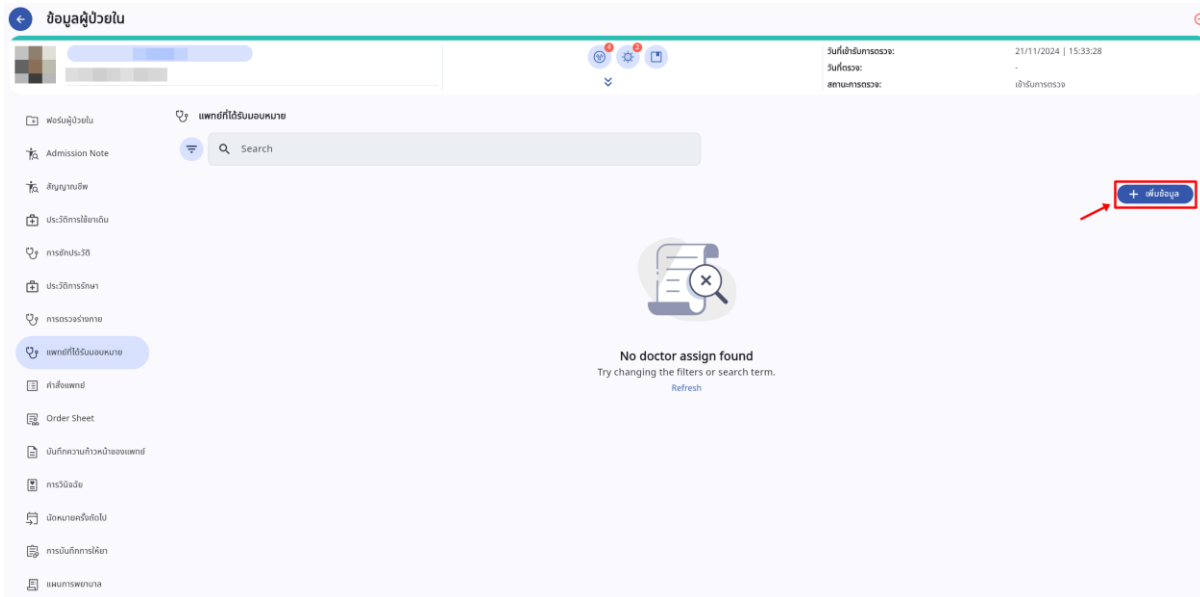 ข้อมูลผู้ป่วยใน
4
2
วันที่เข้ารับการตรวจ: 21/11/2024 | 15:33:28
วันที่ตรวจ: -
สถานะการตรวจ: เข้ารับการตรวจ
ฟอร์มผู้ป่วยใน
Admission Note
สัญญาณชีพ
ประวัติการใช้ยาเดิม
การซักประวัติ
ประวัติการรักษา
การตรวจร่างกาย
แพทย์ที่ได้รับมอบหมาย
คำสั่งแพทย์
Order Sheet
บันทึกความก้าวหน้าของแพทย์
การวินิจฉัย
นัดหมายครั้งถัดไป
การบันทึกการให้ยา
แผนการพยาบาล
แพทย์ที่ได้รับมอบหมาย
Search
+ เพิ่มข้อมูล
No doctor assign found
Try changing the filters or search term.
Refresh